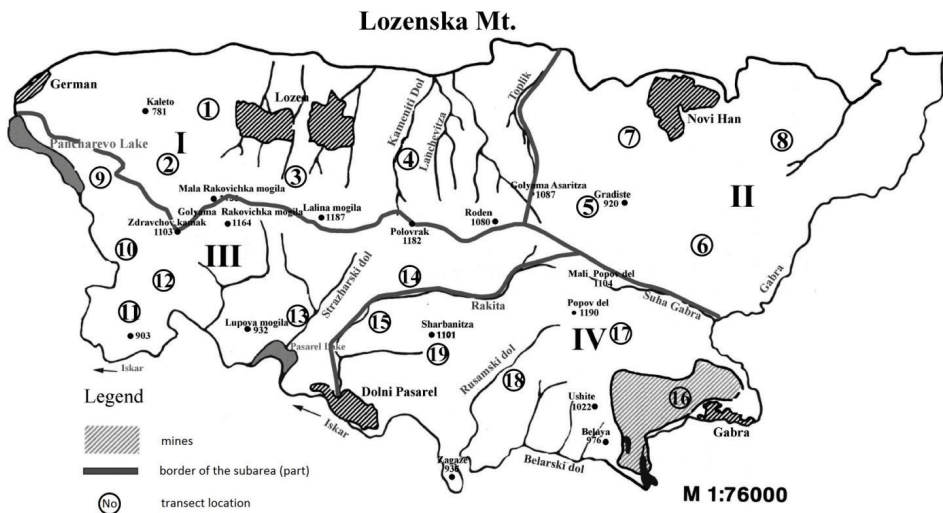 Lozenska Mt.
German
Kaleto
781
1
Lozen
Kameniti Dol
Lanchevitza
Toplik
Novi Han
7
8
Pancharevo Lake
I
2
9
3
4
Mala Rakovichka mogila
Golyama Rakovichka mogila
1164
Zdravchov kamak
1103
Lalina mogila
1187
Polovrak
1182
Roden
1080
Golyama Asaritza
1087
5
Gradiste
920
II
6
Gabra
10
III
12
11
903
Iskar
Lupova mogila
932
13
Strazharski dol
14
Rakita
Mali Popov del
1104
Suha Gabra
Popov del
1190
15
Sharbanitza
1101
19
IV
17
Pasarel Lake
Dolni Pasarel
Iskar
Rusamski dol
18
Ushite
1022
16
Gabra
Belaya
976
Belarski dol
Zagaze
936
Legend
mines
border of the subarea (part)
No
transect location
M 1:76000